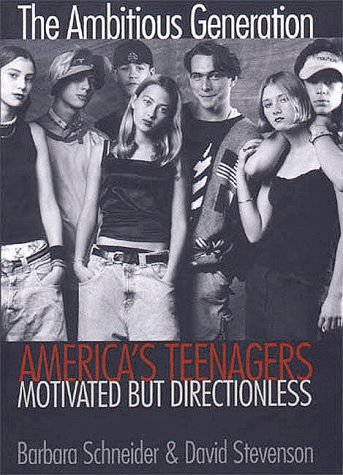 The Ambitious Generation
AMERICA'S TEENAGERS
MOTIVATED BUT DIRECTIONLESS
Barbara Schneider & David Stevenson